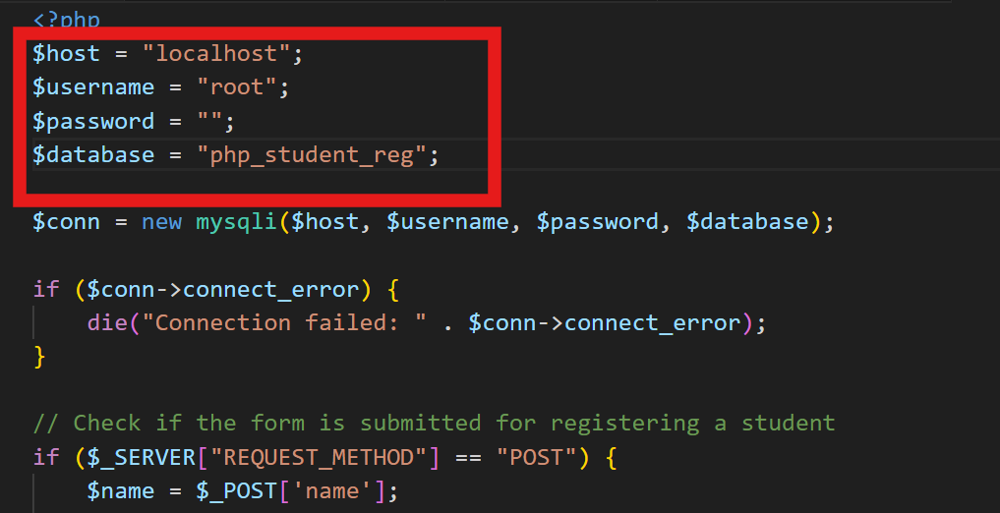 <?php
$host = "localhost";
$username = "root";
$password = "";
$database = "php_student_reg";
$conn = new mysqli($host, $username, $password, $database);
if ($conn->connect_error) {
die("Connection failed: " . $conn->connect_error);
}
// Check if the form is submitted for registering a student
if ($_SERVER["REQUEST_METHOD"] == "POST") {
$name = $_POST['name'];